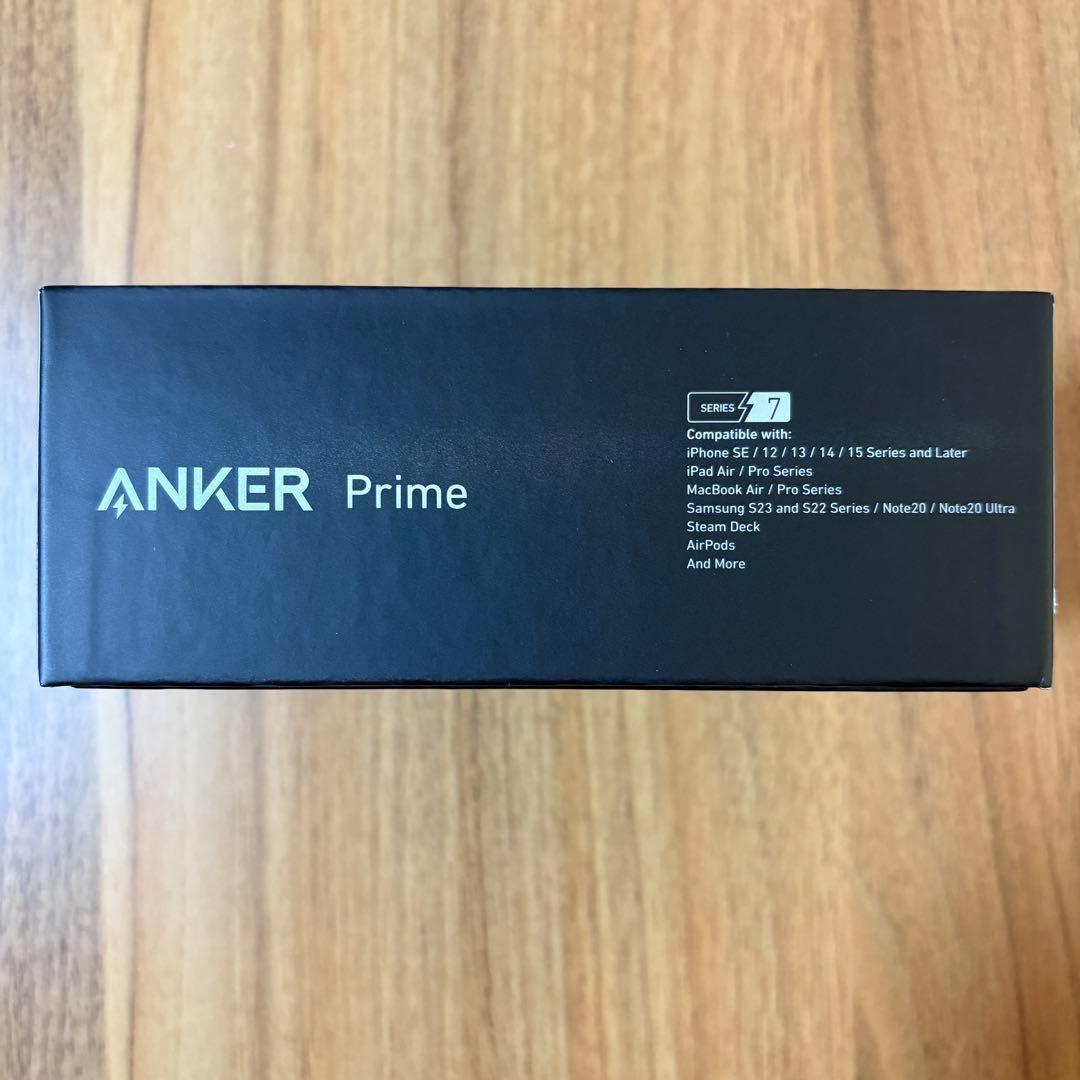 ANKER Prime
SERIES 7
Compatible with:
iPhone SE / 12 / 13 / 14 / 15 Series and Later
iPad Air / Pro Series
MacBook Air / Pro Series
Samsung S23 and S22 Series / Note20 / Note20 Ultra
Steam Deck
AirPods
And More